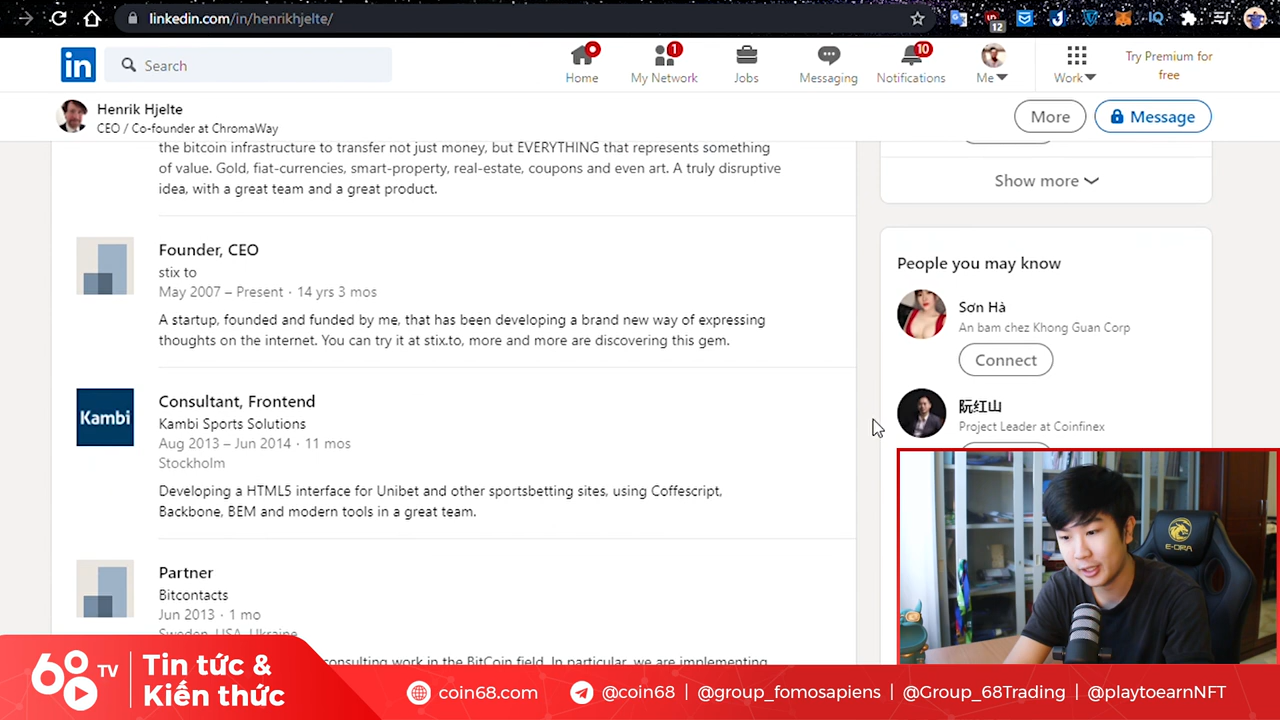 linkedin.com/in/henrikhjelte/
12
IQ
in
Search
1
10
Home
My Network
Jobs
Messaging
Notifications
Me
Work
Try Premium for
free
Henrik Hjelte
CEO / Co-founder at ChromaWay
More
Message
the bitcoin infrastructure to transfer not just money, but EVERYTHING that represents something
of value. Gold, fiat-currencies, smart-property, real-estate, coupons and even art. A truly disruptive
idea, with a great team and a great product.
Founder, CEO
stix to
May 2007 – Present · 14 yrs 3 mos
A startup, founded and funded by me, that has been developing a brand new way of expressing
thoughts on the internet. You can try it at stix.to, more and more are discovering this gem.
Kambi
Consultant, Frontend
Kambi Sports Solutions
Aug 2013 – Jun 2014 · 11 mos
Stockholm
Developing a HTML5 interface for Unibet and other sportsbetting sites, using Coffescript,
Backbone, BEM and modern tools in a great team.
Partner
Bitcontacts
Jun 2013 · 1 mo
Sweden, USA, Ukraine
consulting work in the BitCoin field. In particular, we are implementing
Show more
People you may know
Sơn Hà
An bam chez Khong Guan Corp
Connect
阮红山
Project Leader at Coinfinex
E-DRA
68 TV
Tin tức &
Kiến thức
coin68.com
@coin68 | @group_fomosapiens | @Group_68Trading | @playtoearnNFT